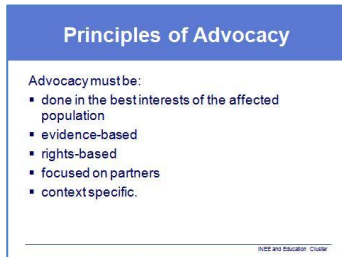 Principles of Advocacy
Advocacy must be:
▪ done in the best interests of the affected
population
▪ evidence-based
▪ rights-based
▪ focused on partners
▪ context specific.
INEE and Education Cluster